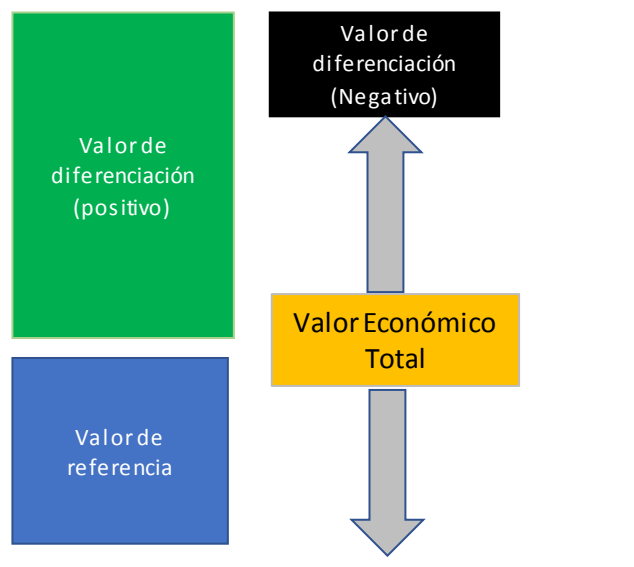 Valor de
diferenciación
(positivo)
Valor de
referencia
Valor de
diferenciación
(Negativo)
Valor Económico
Total